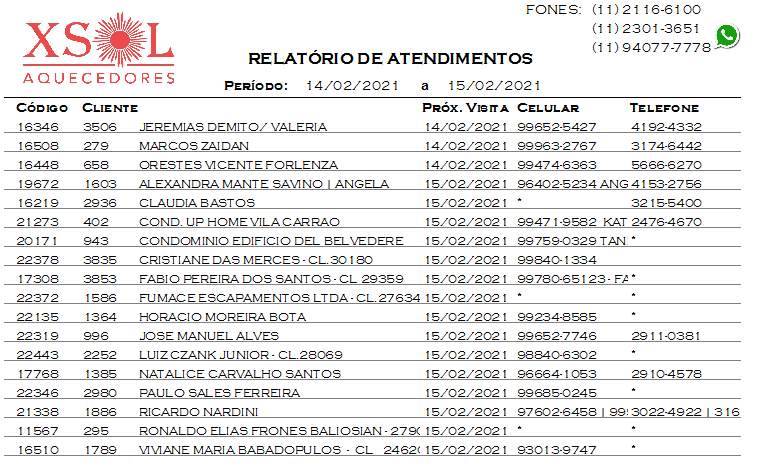 FONES: (11) 2116-6100
(11) 2301-3651
(11) 94077-7778
XSOL
AQUECEDORES
RELATÓRIO DE ATENDIMENTOS
PERÍODO: 14/02/2021 a 15/02/2021
CÓDIGO CLIENTE PRÓX. VISITA CELULAR TELEFONE
16346 3506 JEREMIAS DEMITO/ VALERIA 14/02/2021 99652-5427 4192-4332
16508 279 MARCOS ZAIDAN 14/02/2021 99963-2767 3174-6442
16448 658 ORESTES VICENTE FORLENZA 14/02/2021 99474-6363 5666-6270
19672 1603 ALEXANDRA MANTE SAVINO | ANGELA 15/02/2021 96402-5234 ANG 4153-2756
16219 2936 CLAUDIA BASTOS 15/02/2021 * 3215-5400
21273 402 COND. UP HOME VILA CARRAO 15/02/2021 99471-9582 KAT 2476-4670
20171 943 CONDOMINIO EDIFICIO DEL BELVEDERE 15/02/2021 99759-0329 TAN *
22378 3835 CRISTIANE DAS MERCES - CL.30180 15/02/2021 99840-1334
17308 3853 FABIO PEREIRA DOS SANTOS - CL 29359 15/02/2021 99780-65123 - FA *
22372 1586 FUMACE ESCAPAMENTOS LTDA - CL.27634 15/02/2021 * *
22135 1364 HORACIO MOREIRA BOTA 15/02/2021 99234-8585 *
22319 996 JOSE MANUEL ALVES 15/02/2021 99652-7746 2911-0381
22443 2252 LUIZ CZANK JUNIOR - CL.28069 15/02/2021 98840-6302 *
17768 1385 NATALICE CARVALHO SANTOS 15/02/2021 96664-1053 2910-4578
22346 2980 PAULO SALES FERREIRA 15/02/2021 99685-0245 *
21338 1886 RICARDO NARDINI 15/02/2021 97602-6458 | 99 3022-4922 | 316
11567 295 RONALDO ELIAS FRONES BALIOSIAN - 279 15/02/2021 * *
16510 1789 VIVIANE MARIA BABADOPULOS - CL 2462 15/02/2021 93013-9747 *